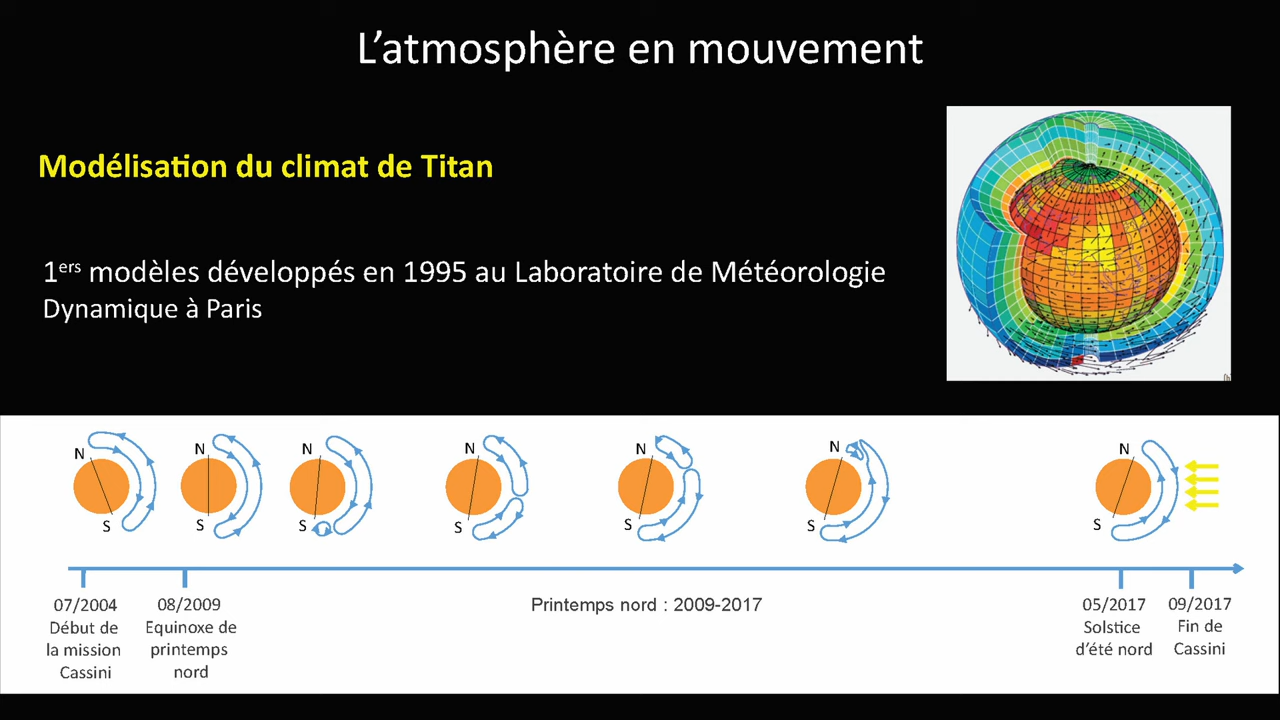 L'atmosphère en mouvement
Modélisation du climat de Titan
1ers modèles développés en 1995 au Laboratoire de Météorologie
Dynamique à Paris
N N N N N N N
S S S S S S S
07/2004
Début de
la mission
Cassini
08/2009
Equinoxe de
printemps
nord
Printemps nord : 2009-2017
05/2017
Solstice
d'été nord
09/2017
Fin de
Cassini